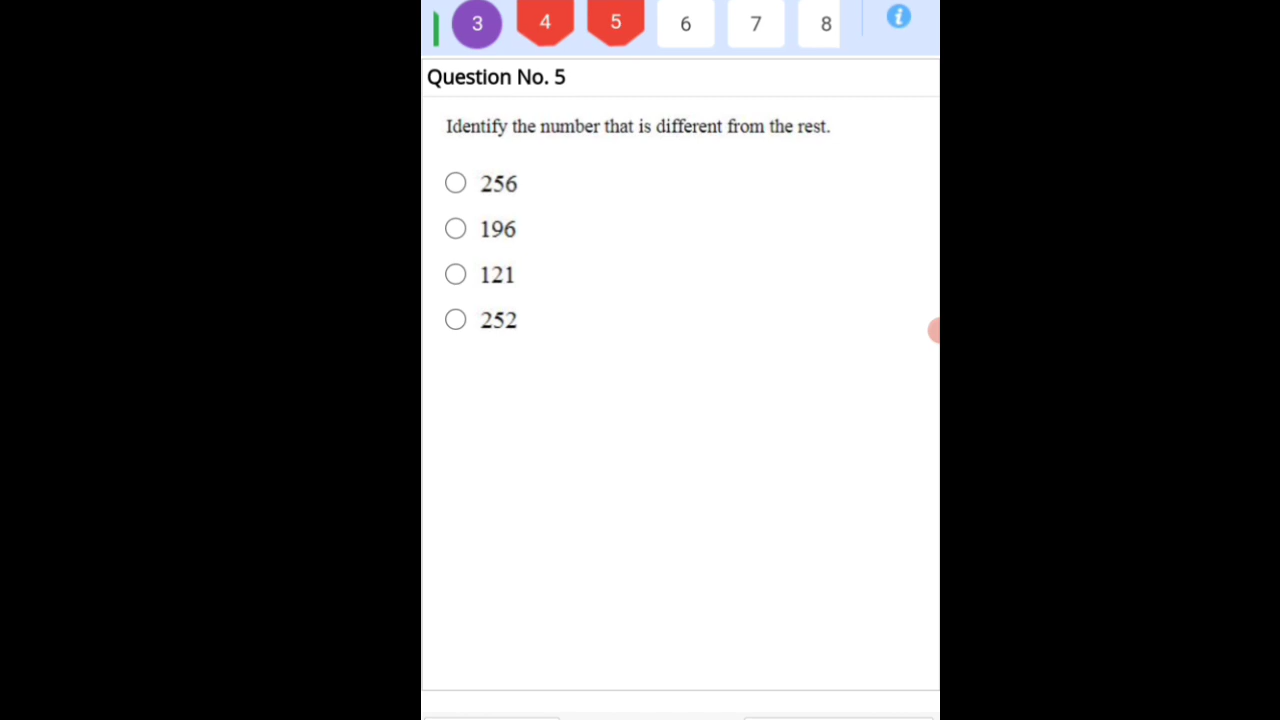 3 4 5 6 7 8 i
Question No. 5
Identify the number that is different from the rest.
256
196
121
252